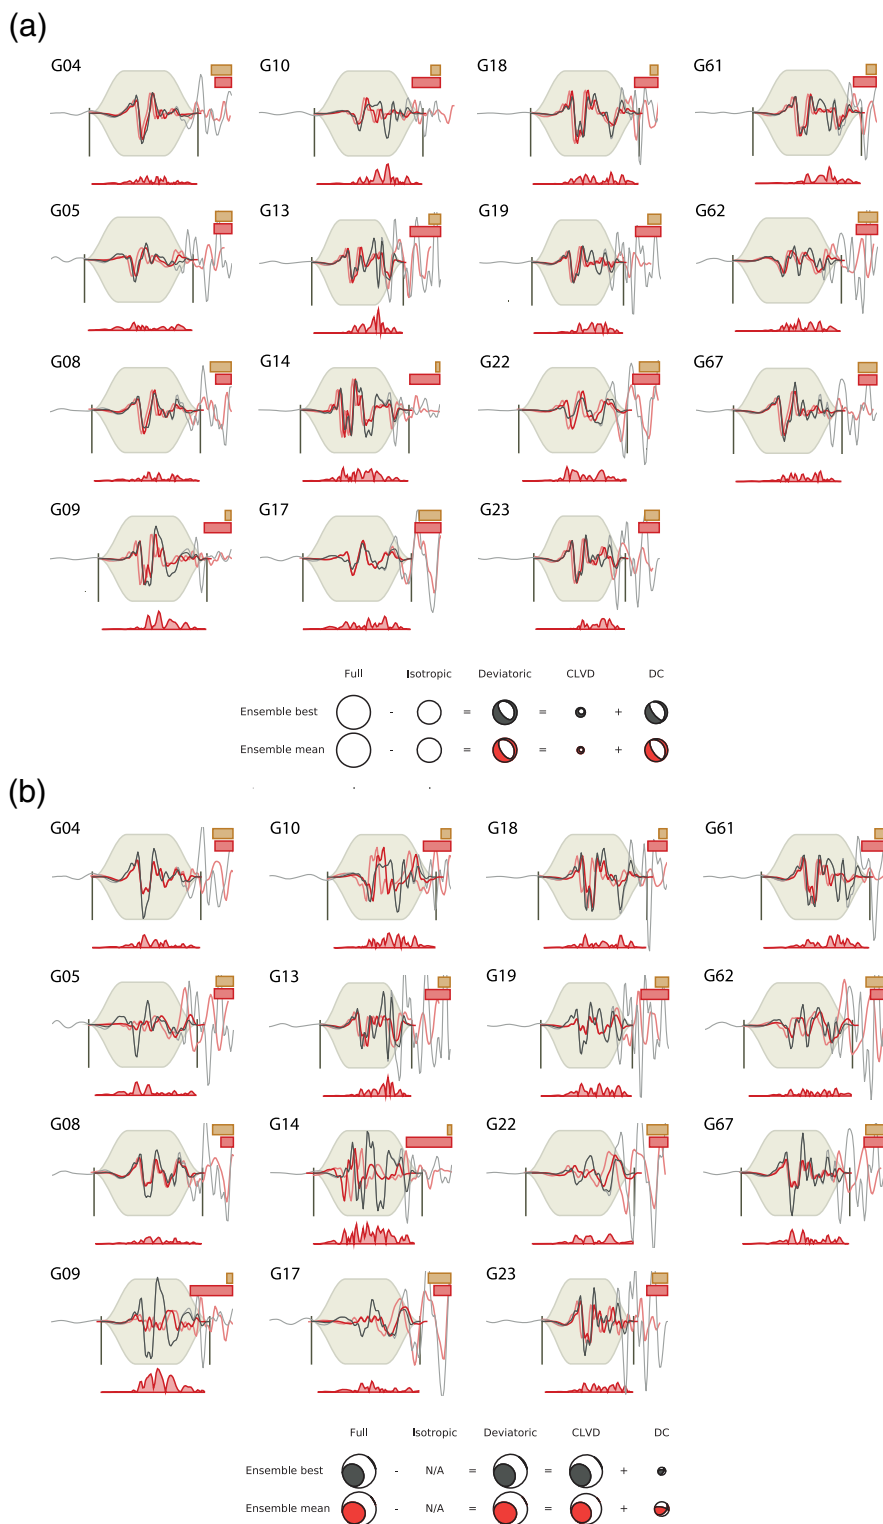 (a)
G04 G10 G18 G61
G05 G13 G19 G62
G08 G14 G22 G67
G09 G17 G23
Full Isotropic Deviatoric CLVD DC
Ensemble best - = = +
Ensemble mean - = = +
(b)
G04 G10 G18 G61
G05 G13 G19 G62
G08 G14 G22 G67
G09 G17 G23
Full Isotropic Deviatoric CLVD DC
Ensemble best - N/A = = +
Ensemble mean - N/A = = +